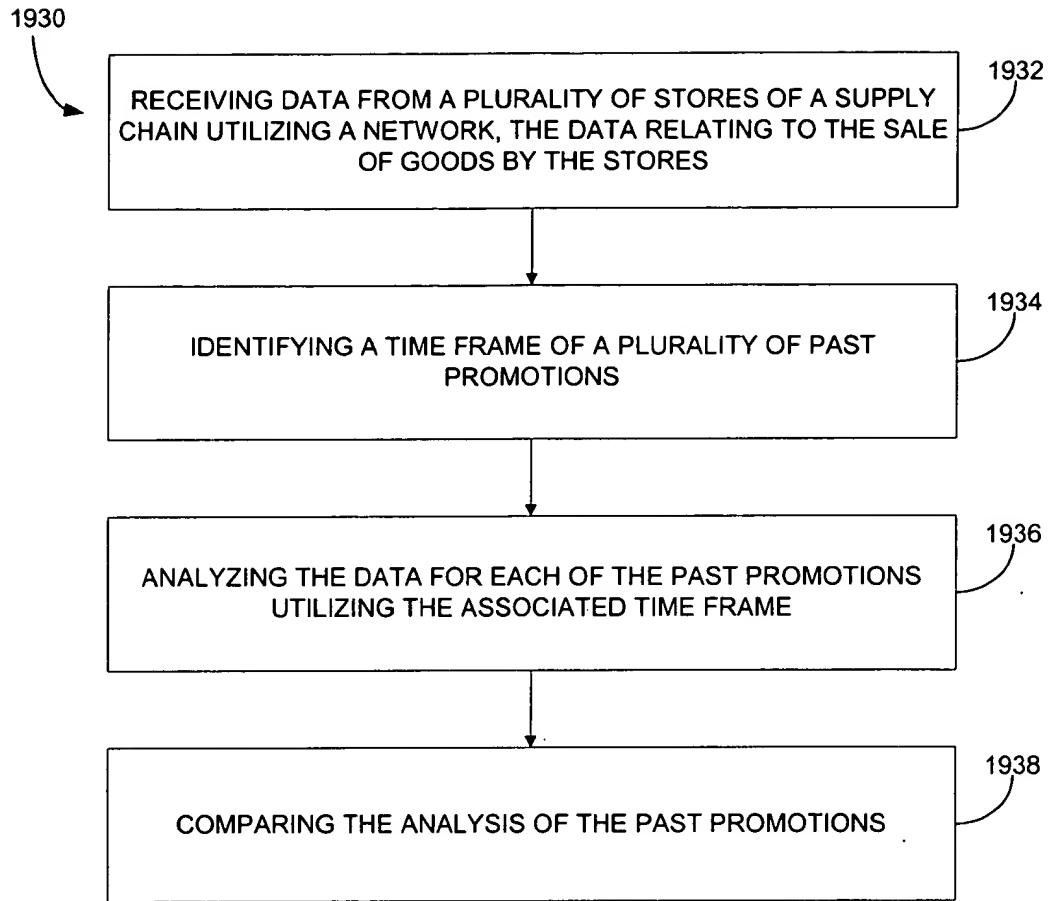 1930
1932
RECEIVING DATA FROM A PLURALITY OF STORES OF A SUPPLY
CHAIN UTILIZING A NETWORK, THE DATA RELATING TO THE SALE
OF GOODS BY THE STORES
1934
IDENTIFYING A TIME FRAME OF A PLURALITY OF PAST
PROMOTIONS
1936
ANALYZING THE DATA FOR EACH OF THE PAST PROMOTIONS
UTILIZING THE ASSOCIATED TIME FRAME
1938
COMPARING THE ANALYSIS OF THE PAST PROMOTIONS